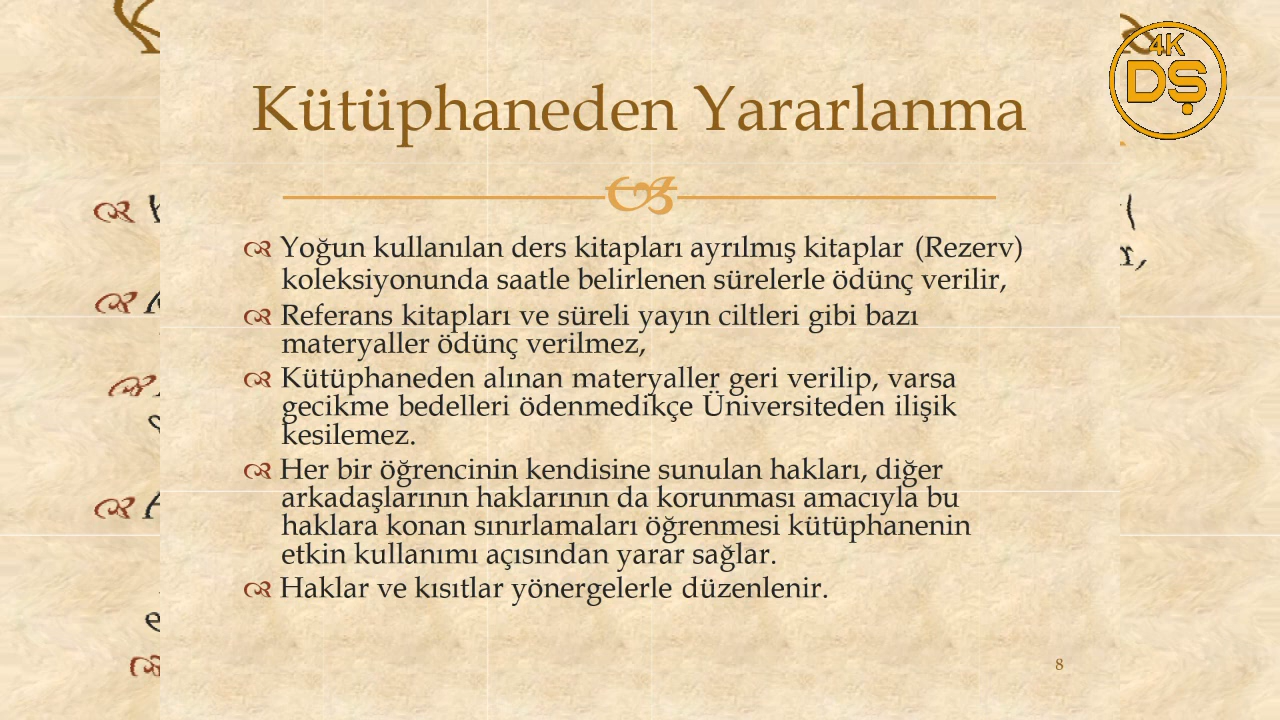 4K
DŞ
Kütüphaneden Yararlanma
Yoğun kullanılan ders kitapları ayrılmış kitaplar (Rezerv)
koleksiyonunda saatle belirlenen sürelerle ödünç verilir,
Referans kitapları ve süreli yayın ciltleri gibi bazı
materyaller ödünç verilmez,
Kütüphaneden alınan materyaller geri verilip, varsa
gecikme bedelleri ödenmedikçe Üniversiteden ilişik
kesilemez.
Her bir öğrencinin kendisine sunulan hakları, diğer
arkadaşlarının haklarının da korunması amacıyla bu
haklara konan sınırlamaları öğrenmesi kütüphanenin
etkin kullanımı açısından yarar sağlar.
Haklar ve kısıtlar yönergelerle düzenlenir.
8